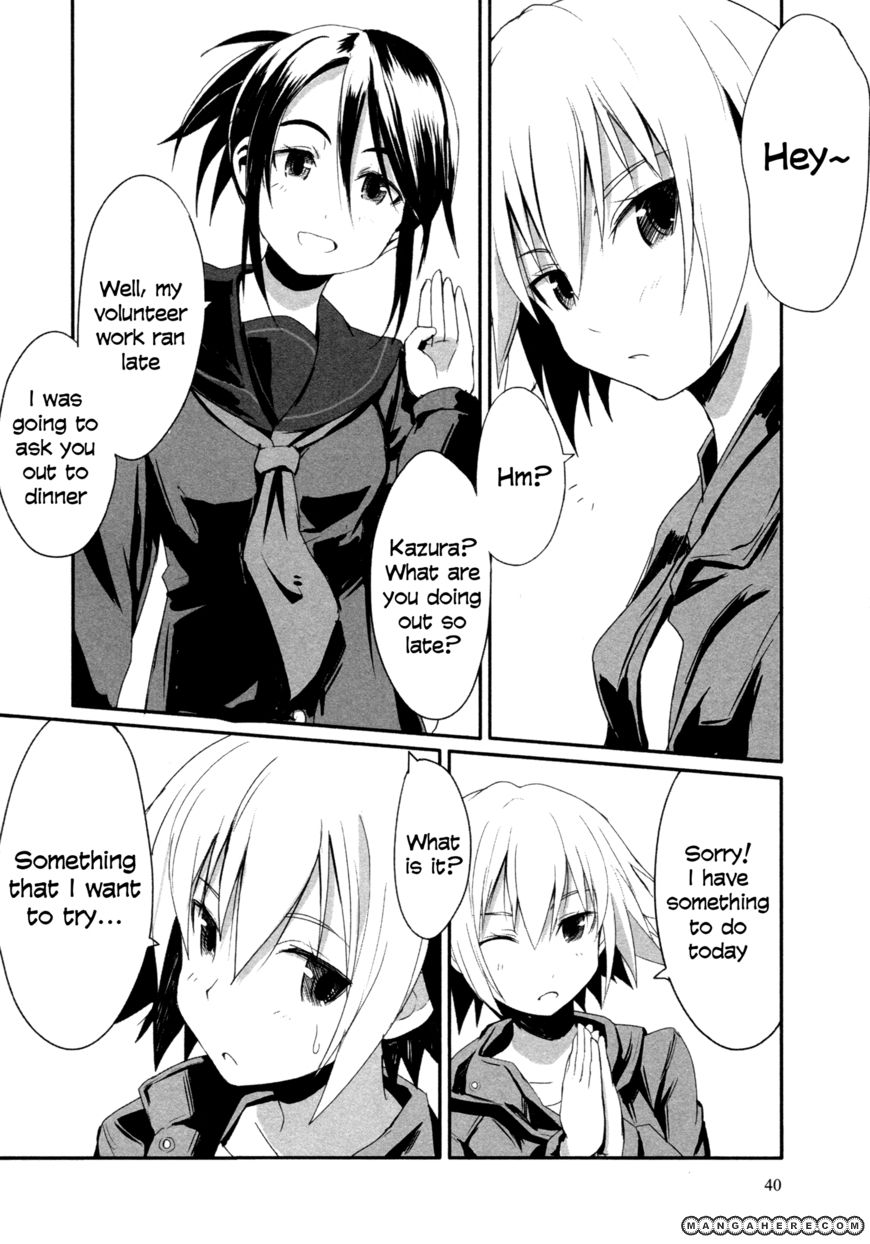 Hey~
Hm?
Kazura?
What are
you doing
out so
late?
Well, my
volunteer
work ran
late
I was
going to
ask you
out to
dinner
Sorry!
I have
something
to do
today
What
is it?
Something
that I want
to try...
40
MANGAHERE.COM